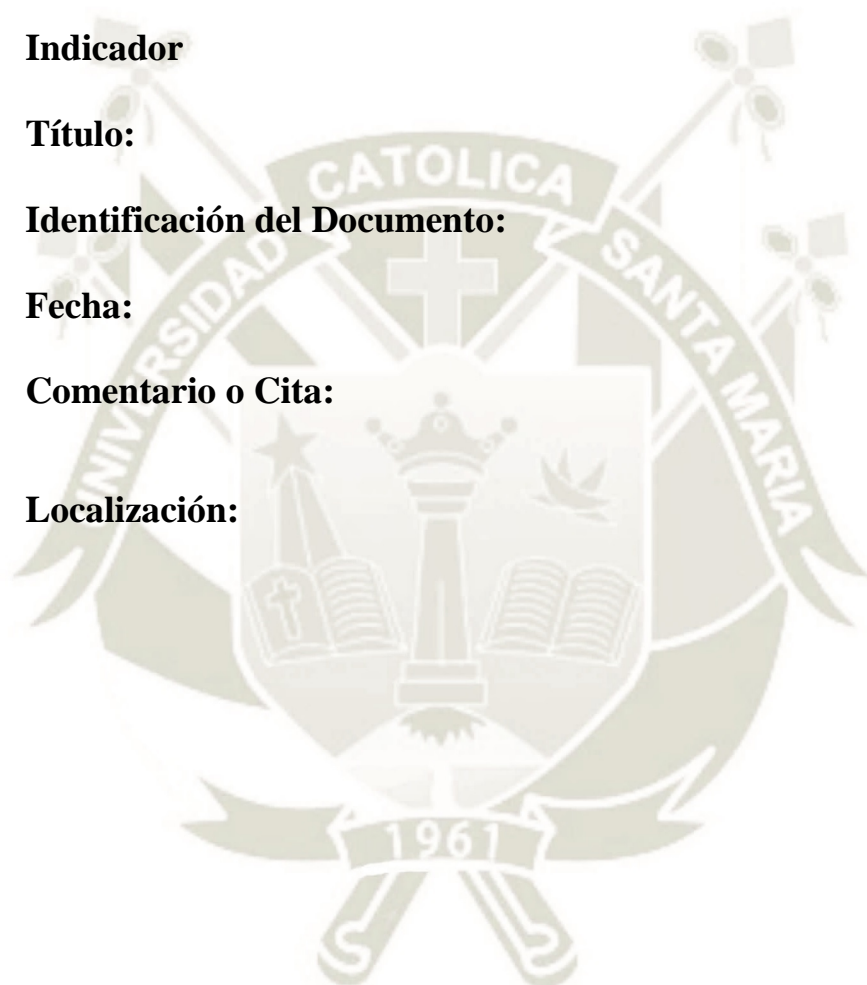 Indicador
Título:
CATOLICA
Identificación del Documento:
UNIVERSIDAD
SANTA MARIA
Fecha:
Comentario o Cita:
Localización:
1961